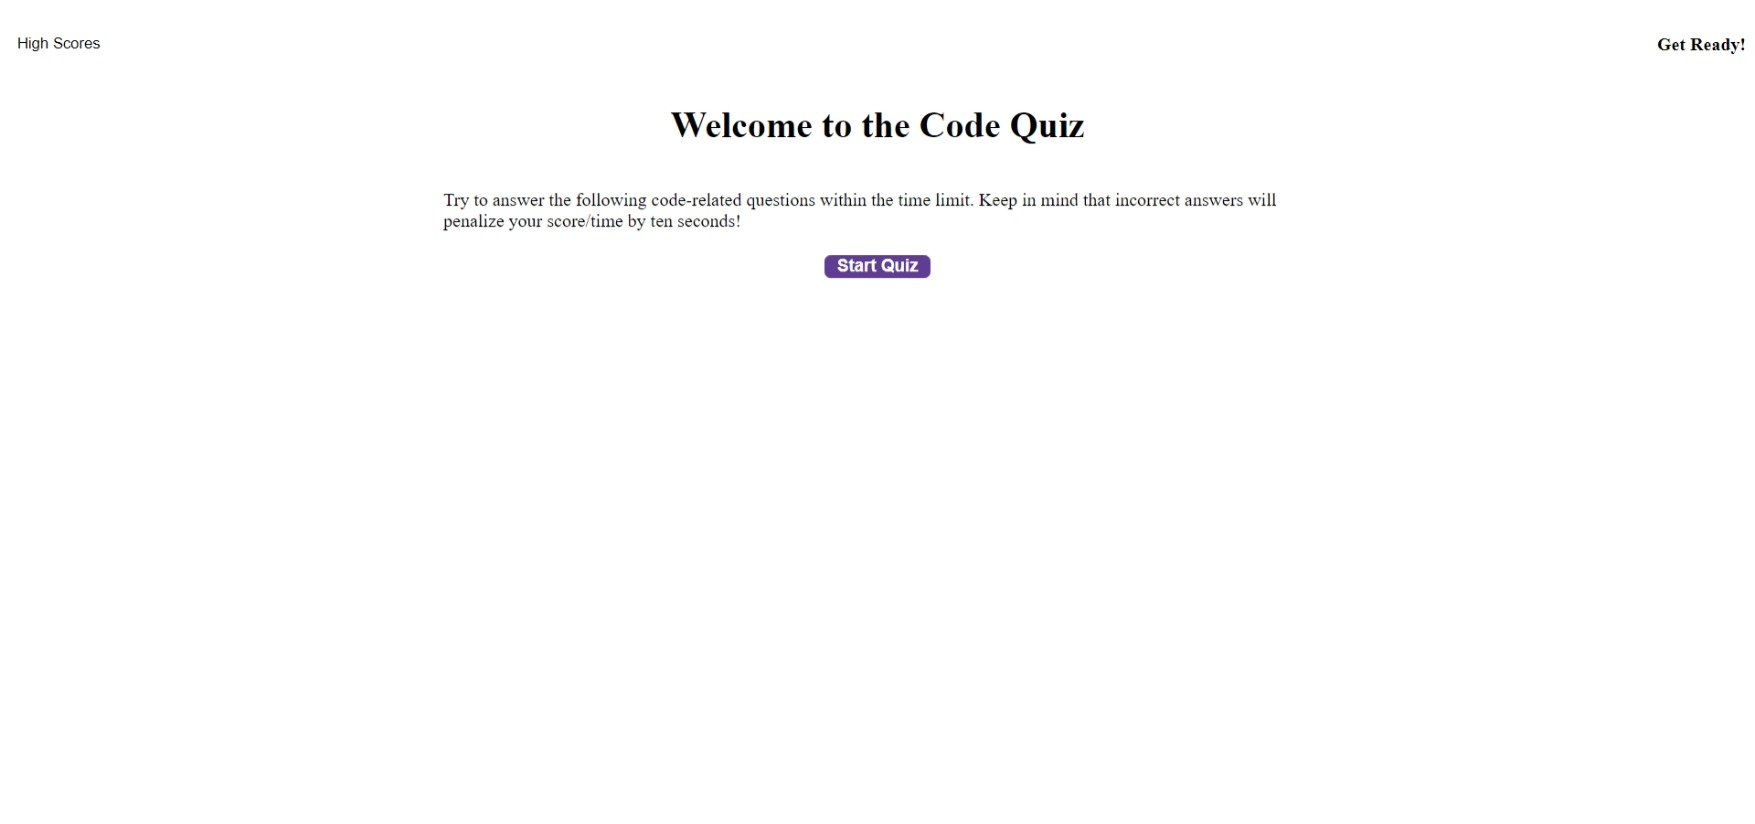 High Scores
Get Ready!
Welcome to the Code Quiz
Try to answer the following code-related questions within the time limit. Keep in mind that incorrect answers will
penalize your score/time by ten seconds!
Start Quiz